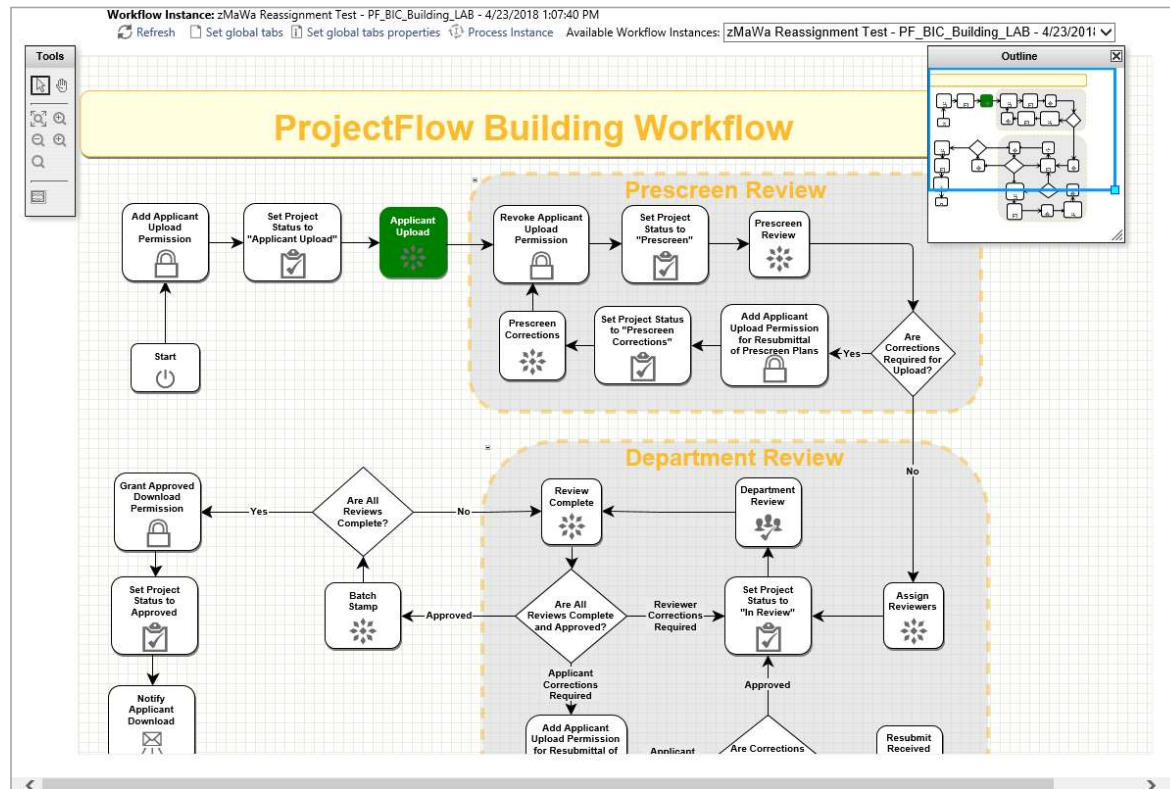 Workflow Instance: zMaWa Reassignment Test - PF_BIC_Building_LAB - 4/23/2018 1:07:40 PM
Refresh Set global tabs Set global tabs properties Process Instance Available Workflow Instances: zMaWa Reassignment Test - PF_BIC_Building_LAB - 4/23/201
Tools
Outline
ProjectFlow Building Workflow
Prescreen Review
Add Applicant
Upload
Permission
Set Project
Status to
"Applicant Upload"
Applicant
Upload
Revoke Applicant
Upload
Permission
Set Project
Status to
"Prescreen"
Prescreen
Review
Start
Prescreen
Corrections
Set Project Status
to "Prescreen
Corrections"
Add Applicant
Upload Permission
for Resubmittal
of Prescreen Plans
Yes
Are
Corrections
Required for
Upload?
No
Department Review
Grant Approved
Download
Permission
Yes
Are All
Reviews
Complete?
No
Review
Complete
Department
Review
Set Project
Status to
Approved
Batch
Stamp
Approved
Are All
Reviews Complete
and Approved?
Reviewer
Corrections
Required
Set Project
Status to
"In Review"
Assign
Reviewers
Applicant
Corrections
Required
Approved
Notify
Applicant
Download
Add Applicant
Upload Permission
for Resubmittal of
Applicant
Are Corrections
Resubmit
Received